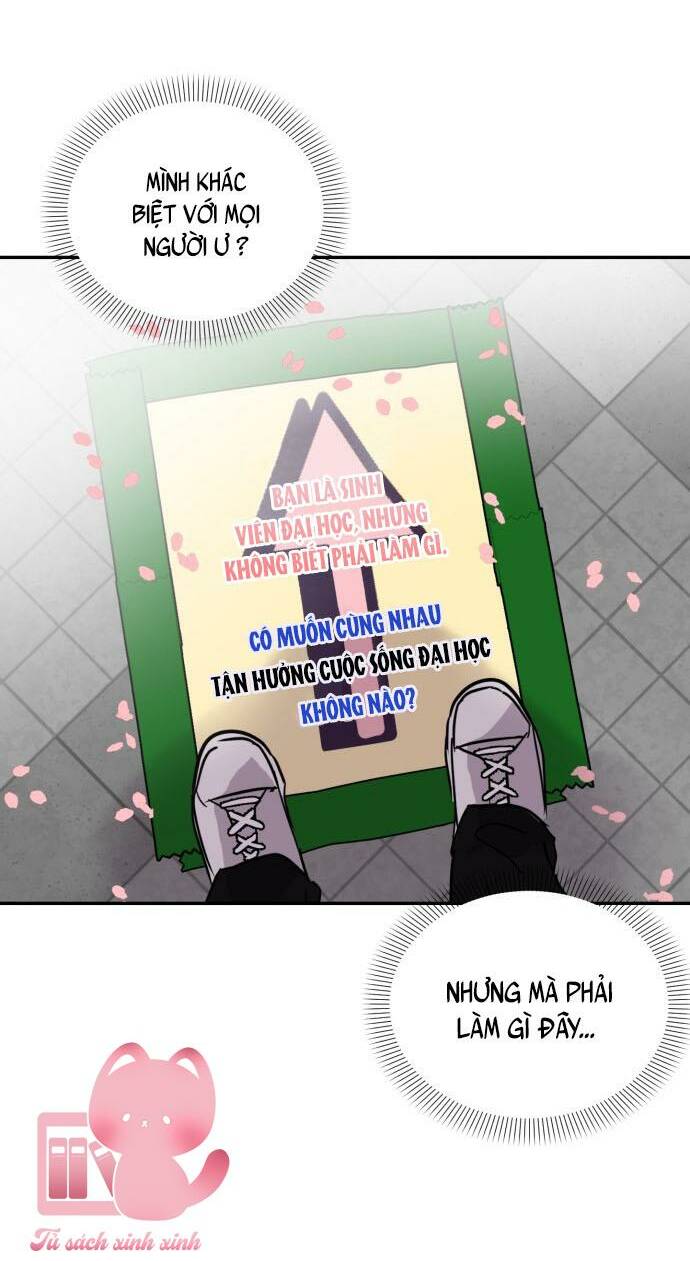 MÌNH KHÁC
BIỆT VỚI MỌI
NGƯỜI Ư ?
BẠN LÀ SINH
VIÊN ĐẠI HỌC, NHƯNG
KHÔNG BIẾT PHẢI LÀM GÌ.
CÓ MUỐN CÙNG NHAU
TẬN HƯỞNG CUỘC SỐNG ĐẠI HỌC
KHÔNG NÀO?
NHƯNG MÀ PHẢI
LÀM GÌ ĐÂY...
Tủ sách xinh xinh